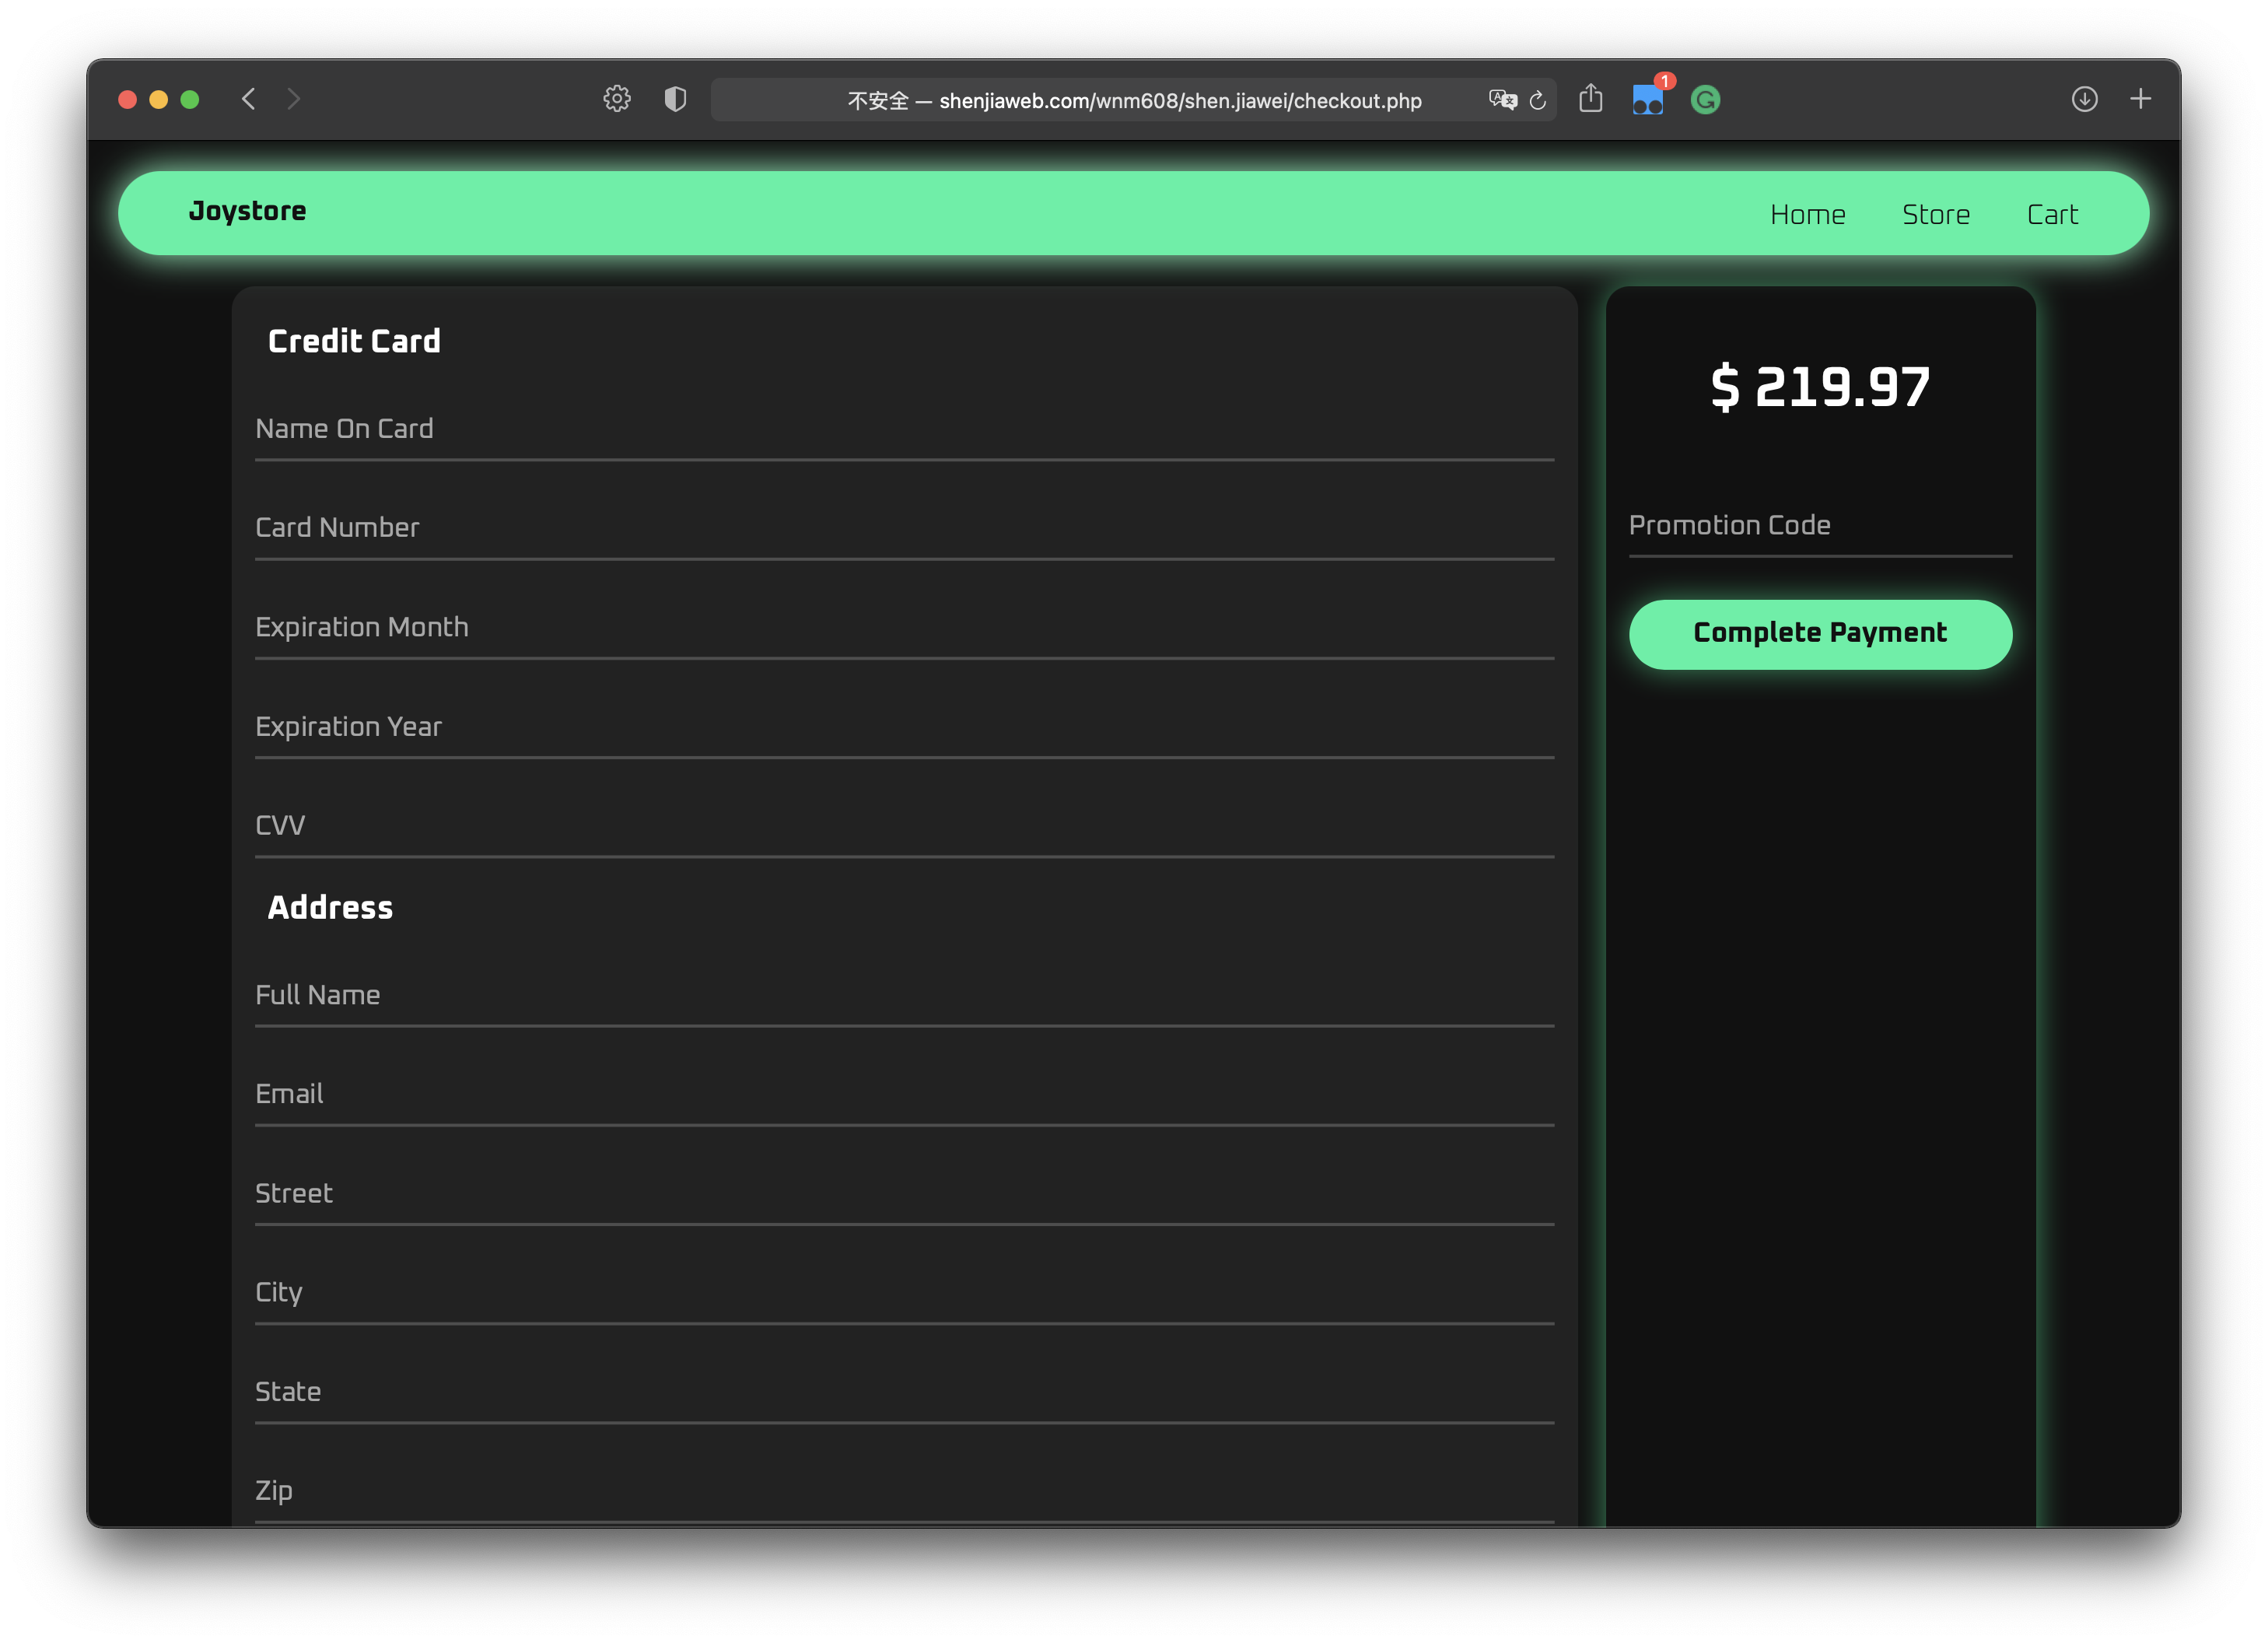 不安全 — shenjiaweb.com/wnm608/shen.jiawei/checkout.php
1
Joystore
Home Store Cart
Credit Card
Name On Card
Card Number
Expiration Month
Expiration Year
CVV
Address
Full Name
Email
Street
City
State
Zip
$ 219.97
Promotion Code
Complete Payment